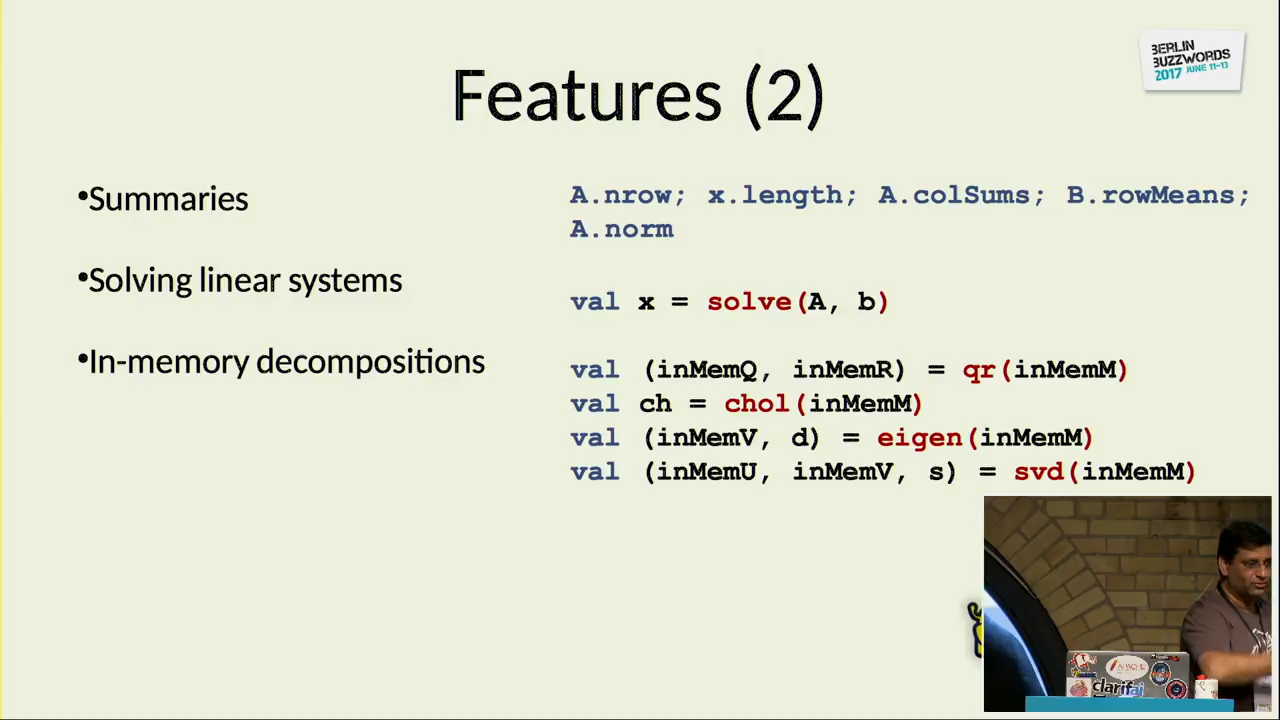 BERLIN
BUZZWORDS
2017 JUNE 11-13
Features (2)
•Summaries
A.nrow; x.length; A.colSums; B.rowMeans;
A.norm
•Solving linear systems
val x = solve(A, b)
•In-memory decompositions
val (inMemQ, inMemR) = qr(inMemM)
val ch = chol(inMemM)
val (inMemV, d) = eigen(inMemM)
val (inMemU, inMemV, s) = svd(inMemM)
APACHE
clarifai